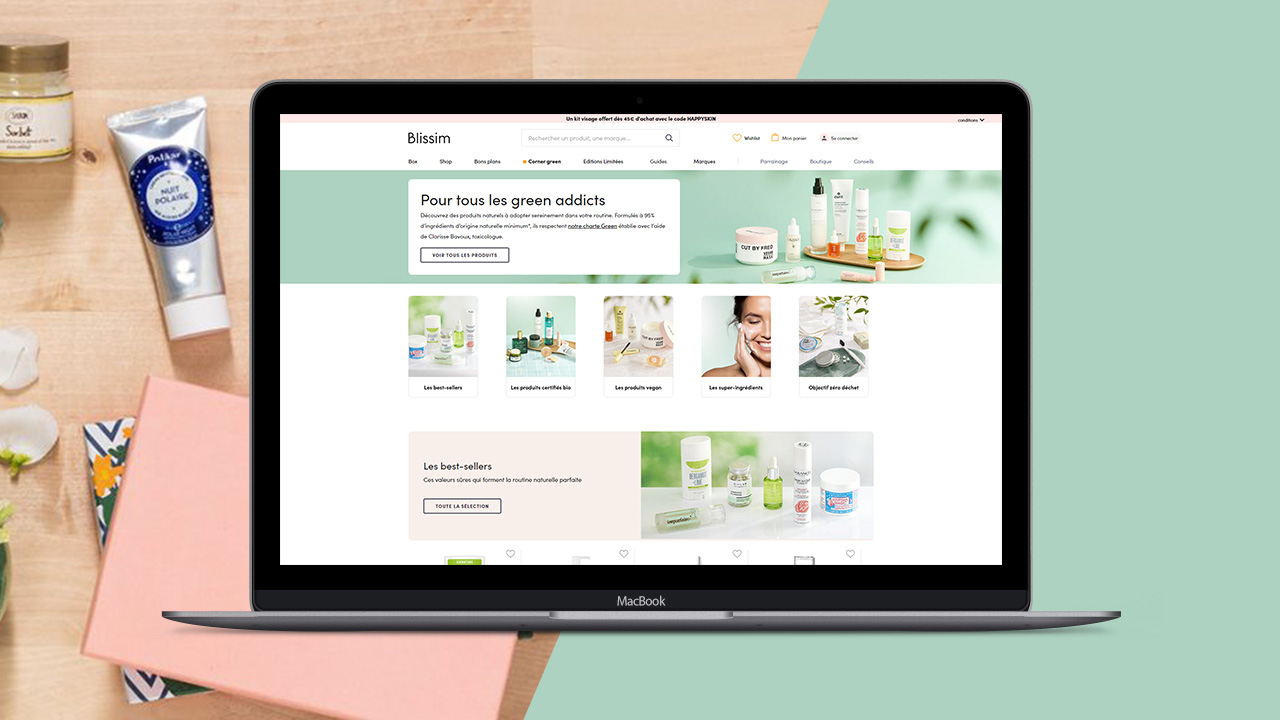 Un kit visage offert dès 45€ d'achat avec le code HAPPYSKIN
conditions
Blissim
Rechercher un produit, une marque...
Wishlist
Mon panier
Se connecter
Box
Shop
Bons plans
Corner green
Editions Limitées
Guides
Marques
Parrainage
Boutique
Conseils
Pour tous les green addicts
Découvrez des produits naturels à adopter sereinement dans votre routine. Formulés à 95%
d'ingrédients d'origine naturelle minimum*, ils respectent notre charte Green établie avec l'aide
de Clarisse Bavoux, toxicologue.
VOIR TOUS LES PRODUITS
CUT BY FRED
Les best-sellers
Les produits certifiés bio
Les produits vegan
Les super-ingrédients
Objectif zéro déchet
CUT BY FRED
Les best-sellers
Ces valeurs sûres qui forment la routine naturelle parfaite
TOUTE LA SÉLECTION
MacBook
SABON
Sorbet
Polaar
NUIT
POLAIRE